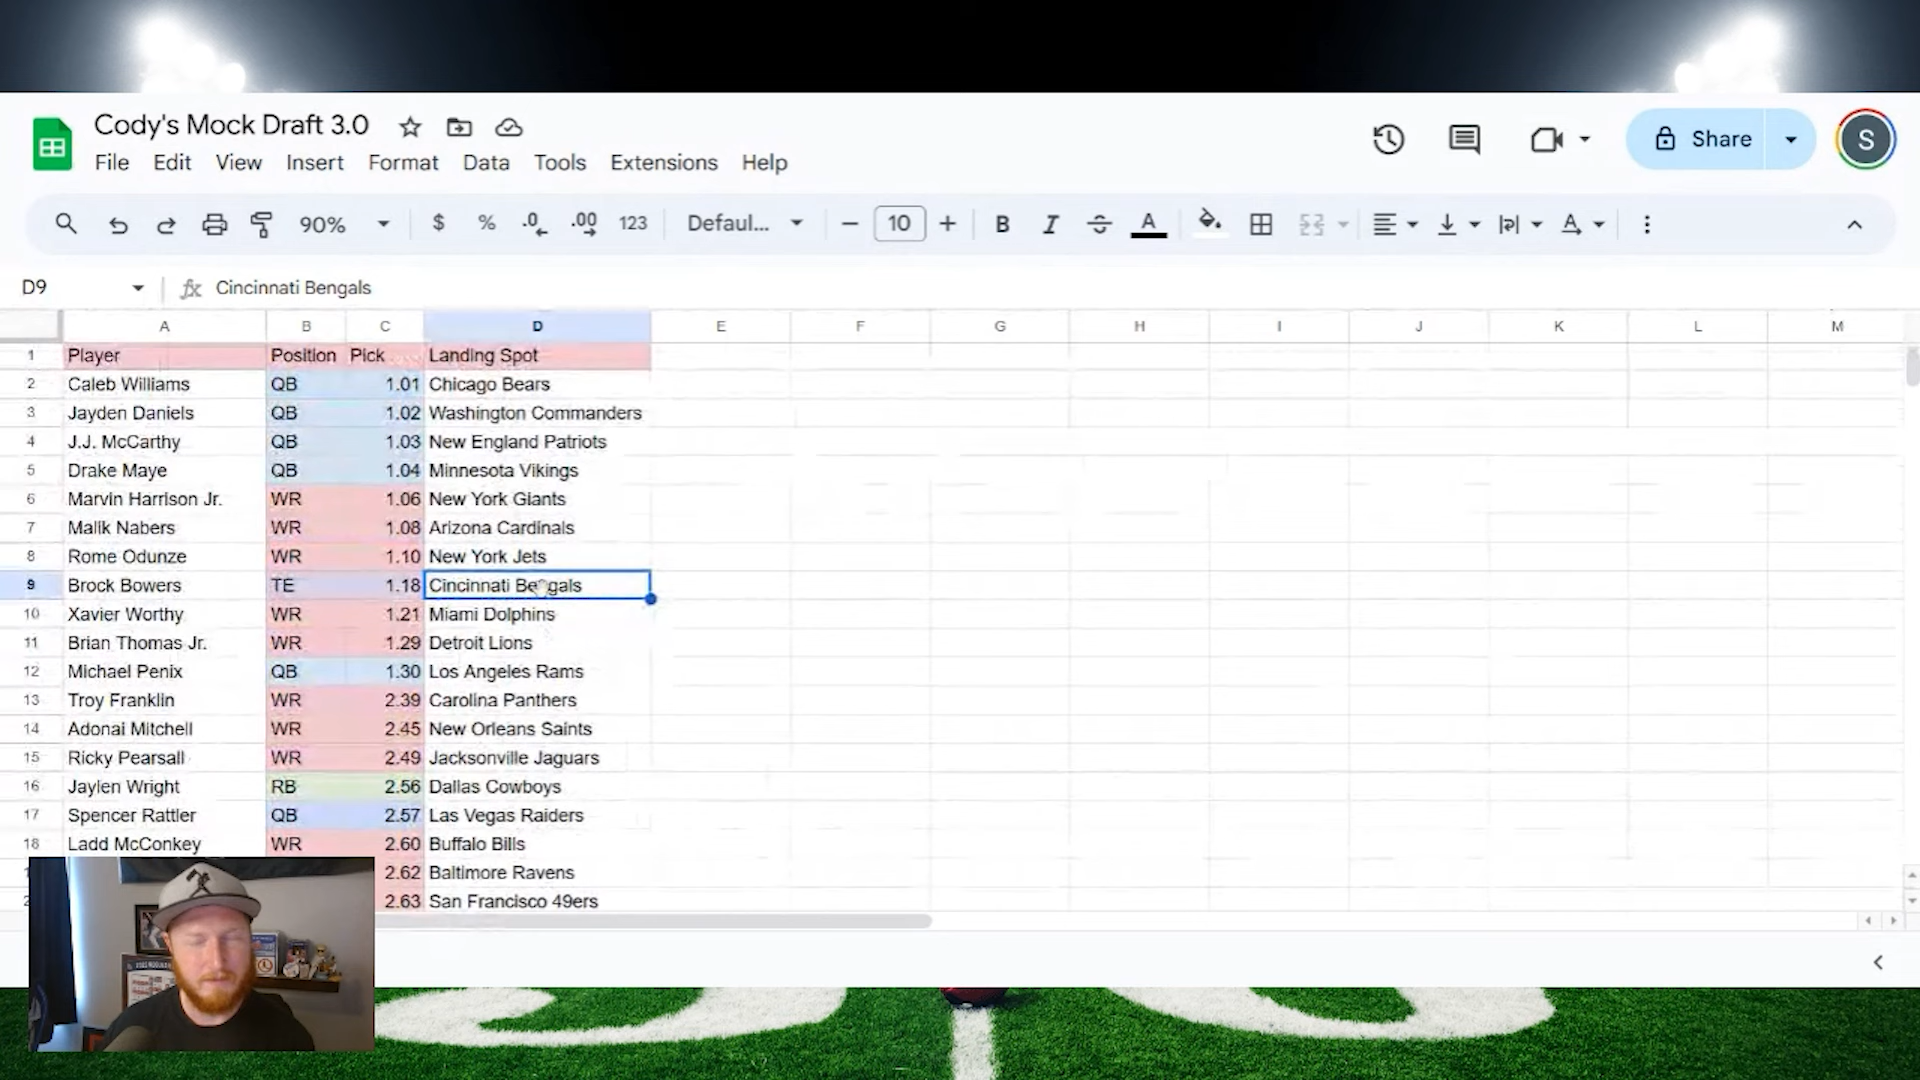 Cody's Mock Draft 3.0
File Edit View Insert Format Data Tools Extensions Help
Share
S
90% $ % .0 .00 123 Defaul... 10 B I A
D9 fx Cincinnati Bengals
A B C D E F G H I J K L M
1 Player Position Pick Landing Spot
2 Caleb Williams QB 1.01 Chicago Bears
3 Jayden Daniels QB 1.02 Washington Commanders
4 J.J. McCarthy QB 1.03 New England Patriots
5 Drake Maye QB 1.04 Minnesota Vikings
6 Marvin Harrison Jr. WR 1.06 New York Giants
7 Malik Nabers WR 1.08 Arizona Cardinals
8 Rome Odunze WR 1.10 New York Jets
9 Brock Bowers TE 1.18 Cincinnati Bengals
10 Xavier Worthy WR 1.21 Miami Dolphins
11 Brian Thomas Jr. WR 1.29 Detroit Lions
12 Michael Penix QB 1.30 Los Angeles Rams
13 Troy Franklin WR 2.39 Carolina Panthers
14 Adonai Mitchell WR 2.45 New Orleans Saints
15 Ricky Pearsall WR 2.49 Jacksonville Jaguars
16 Jaylen Wright RB 2.56 Dallas Cowboys
17 Spencer Rattler QB 2.57 Las Vegas Raiders
18 Ladd McConkey WR 2.60 Buffalo Bills
2.62 Baltimore Ravens
2.63 San Francisco 49ers